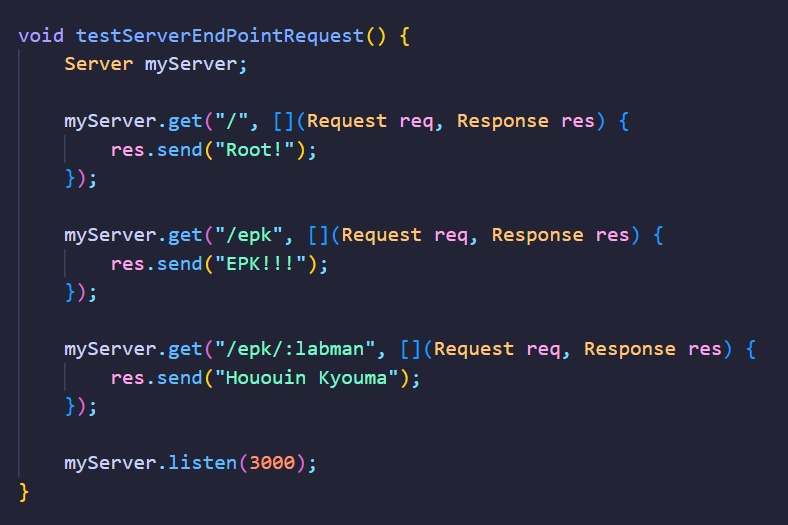 void testServerEndPointRequest() {
    Server myServer;

    myServer.get("/", [](Request req, Response res) {
        res.send("Root!");
    });

    myServer.get("/epk", [](Request req, Response res) {
        res.send("EPK!!!");
    });

    myServer.get("/epk/:labman", [](Request req, Response res) {
        res.send("Hououin Kyouma");
    });

    myServer.listen(3000);
}